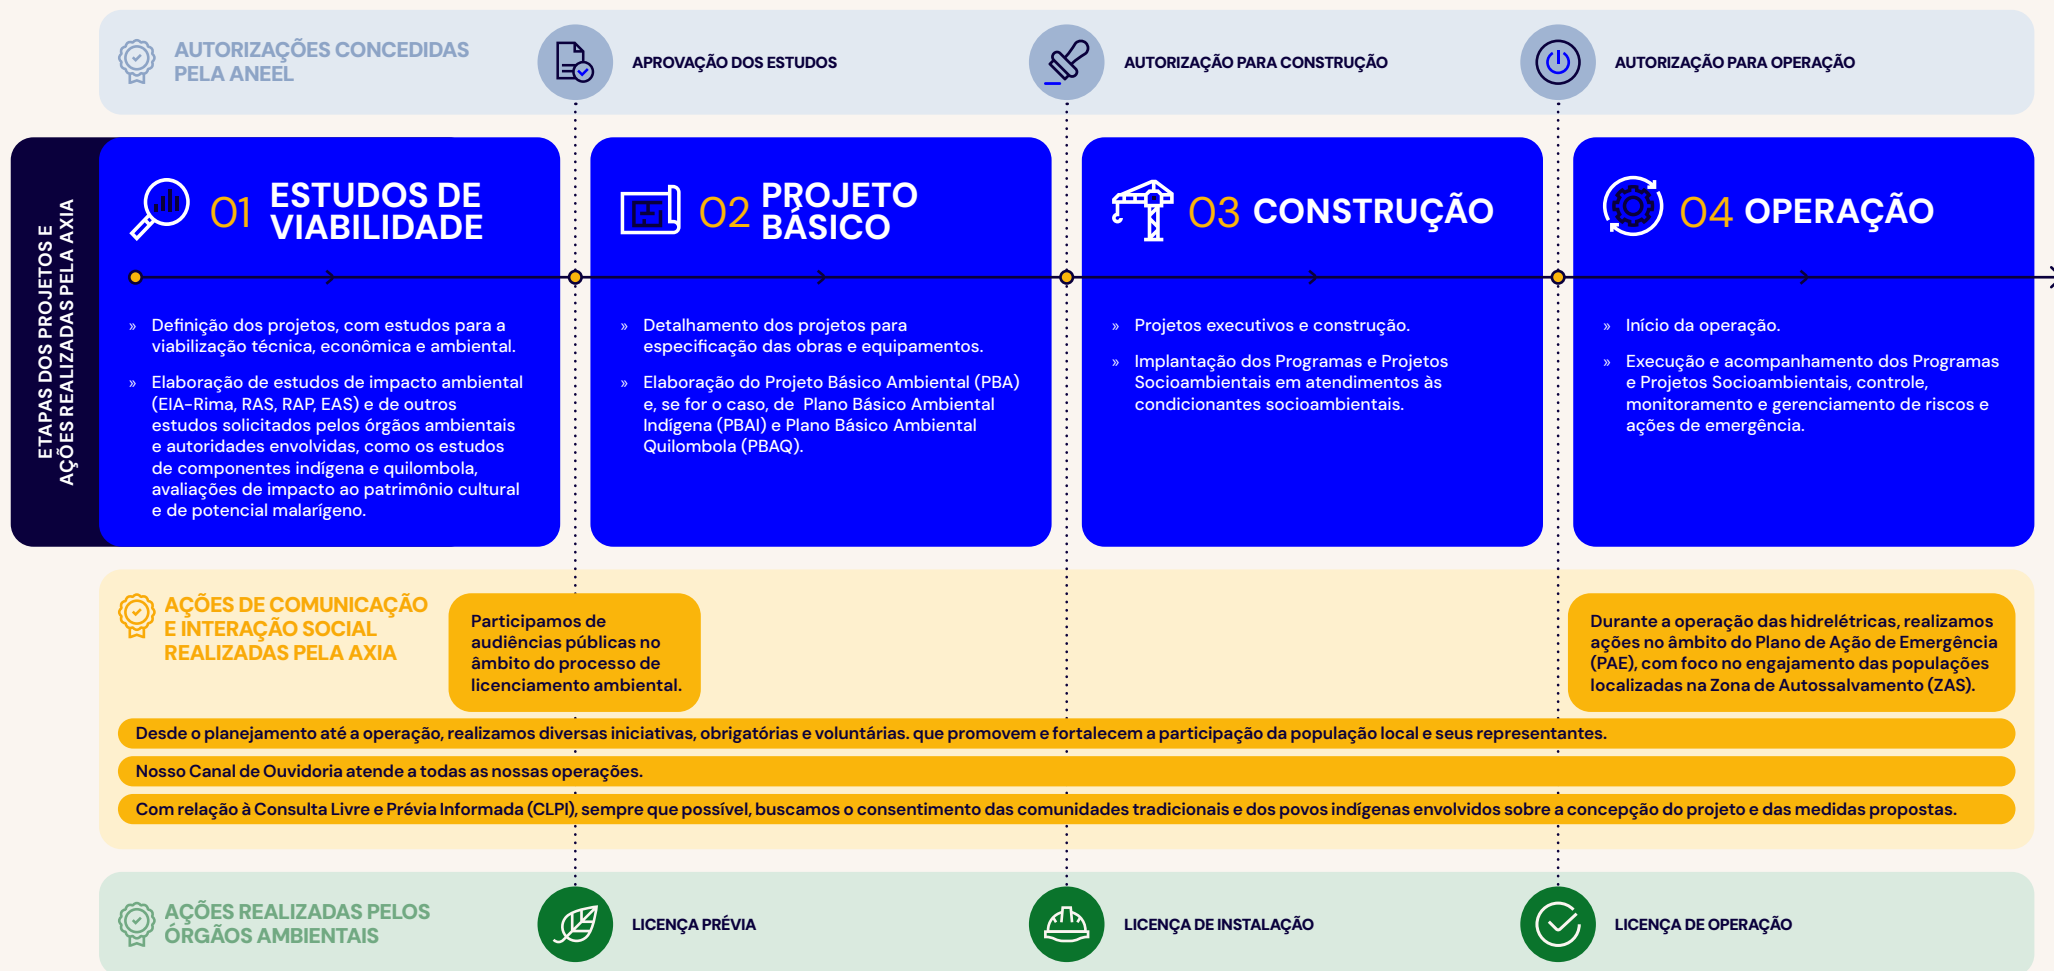 AUTORIZAÇÕES CONCEDIDAS
PELA ANEEL
APROVAÇÃO DOS ESTUDOS
AUTORIZAÇÃO PARA CONSTRUÇÃO
AUTORIZAÇÃO PARA OPERAÇÃO
ETAPAS DOS PROJETOS E
AÇÕES REALIZADAS PELA AXIA
01 ESTUDOS DE
VIABILIDADE
» Definição dos projetos, com estudos para a
viabilização técnica, econômica e ambiental.
» Elaboração de estudos de impacto ambiental
(EIA-Rima, RAS, RAP, EAS) e de outros
estudos solicitados pelos órgãos ambientais
e autoridades envolvidas, como os estudos
de componentes indígena e quilombola,
avaliações de impacto ao patrimônio cultural
e de potencial malarígeno.
02 PROJETO
BÁSICO
» Detalhamento dos projetos para
especificação das obras e equipamentos.
» Elaboração do Projeto Básico Ambiental (PBA)
e, se for o caso, de Plano Básico Ambiental
Indígena (PBAI) e Plano Básico Ambiental
Quilombola (PBAQ).
03 CONSTRUÇÃO
» Projetos executivos e construção.
» Implantação dos Programas e Projetos
Socioambientais em atendimentos às
condicionantes socioambientais.
04 OPERAÇÃO
» Início da operação.
» Execução e acompanhamento dos Programas
e Projetos Socioambientais, controle,
monitoramento e gerenciamento de riscos e
ações de emergência.
AÇÕES DE COMUNICAÇÃO
E INTERAÇÃO SOCIAL
REALIZADAS PELA AXIA
Participamos de
audiências públicas no
âmbito do processo de
licenciamento ambiental.
Durante a operação das hidrelétricas, realizamos
ações no âmbito do Plano de Ação de Emergência
(PAE), com foco no engajamento das populações
localizadas na Zona de Autossalvamento (ZAS).
Desde o planejamento até a operação, realizamos diversas iniciativas, obrigatórias e voluntárias. que promovem e fortalecem a participação da população local e seus representantes.
Nosso Canal de Ouvidoria atende a todas as nossas operações.
Com relação à Consulta Livre e Prévia Informada (CLPI), sempre que possível, buscamos o consentimento das comunidades tradicionais e dos povos indígenas envolvidos sobre a concepção do projeto e das medidas propostas.
AÇÕES REALIZADAS PELOS
ÓRGÃOS AMBIENTAIS
LICENÇA PRÉVIA
LICENÇA DE INSTALAÇÃO
LICENÇA DE OPERAÇÃO